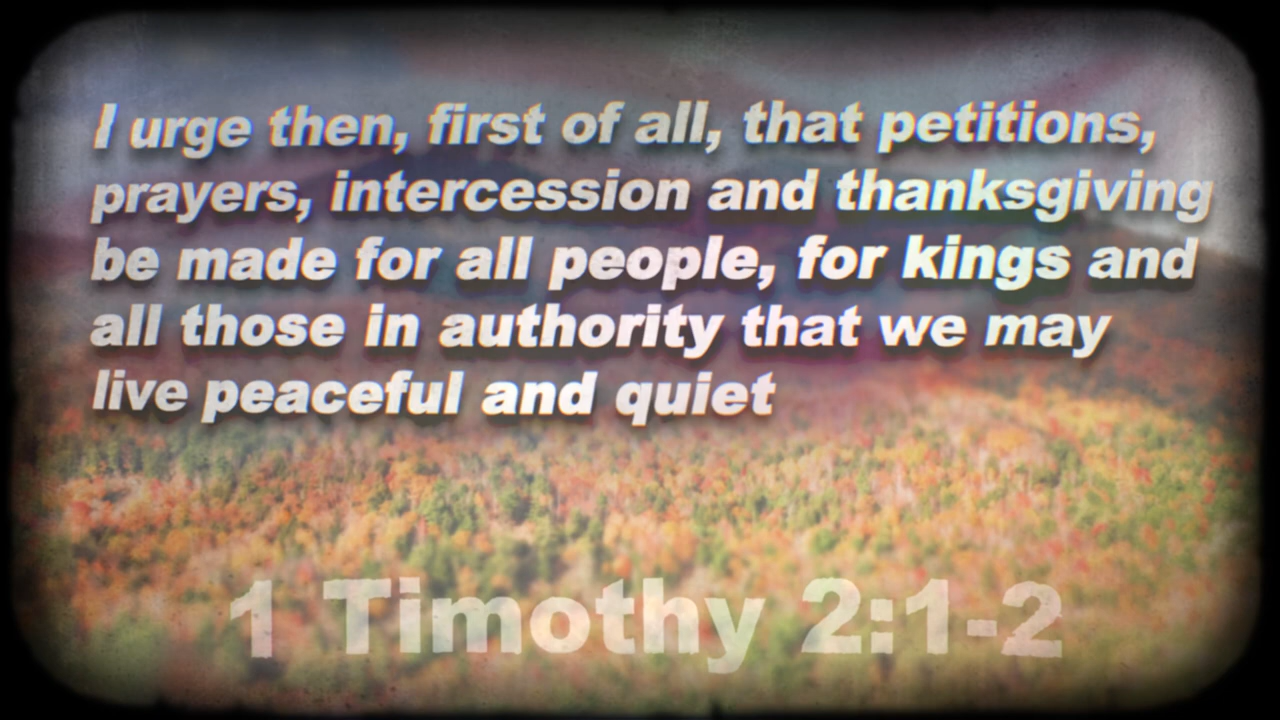 I urge then, first of all, that petitions,
prayers, intercession and thanksgiving
be made for all people, for kings and
all those in authority that we may
live peaceful and quiet
1 Timothy 2:1-2